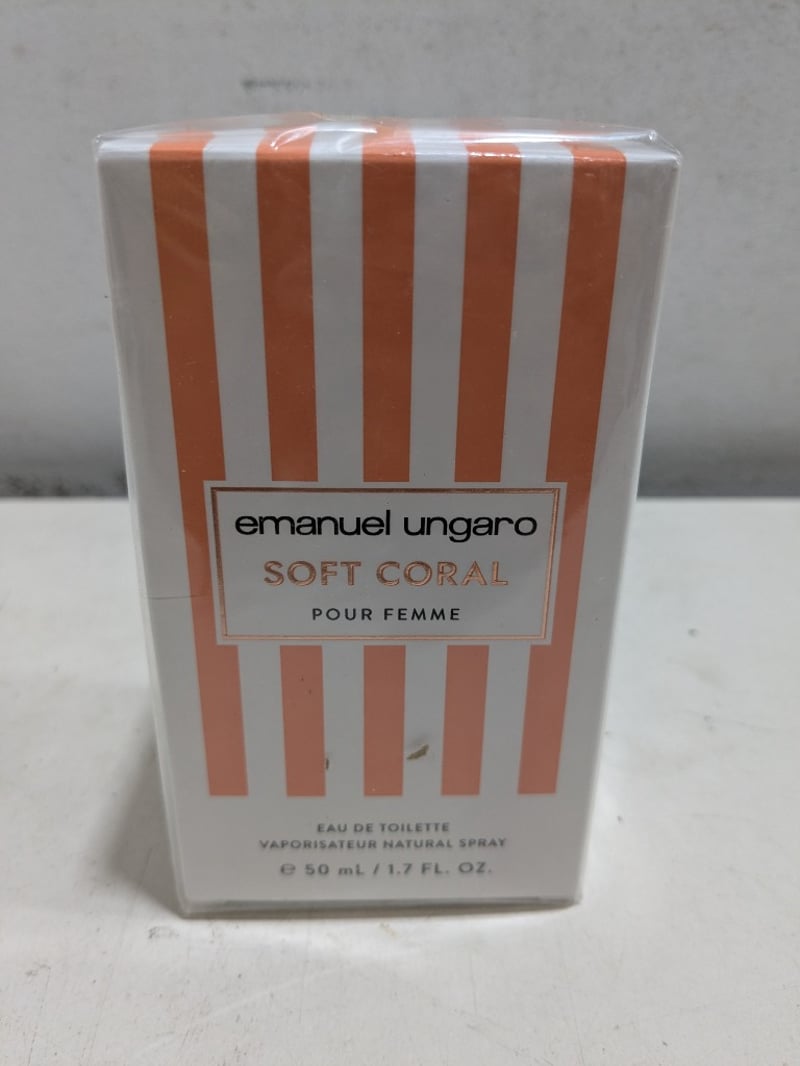 emanuel ungaro
SOFT CORAL
POUR FEMME
EAU DE TOILETTE
VAPORISATEUR NATURAL SPRAY
℮ 50 mL / 1.7 FL. OZ.